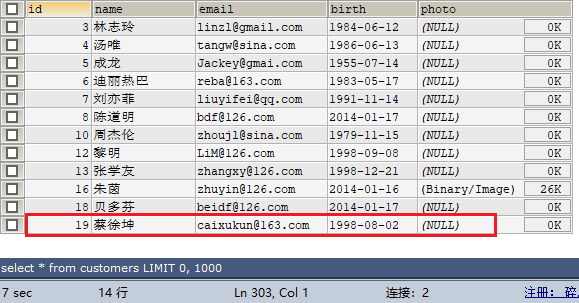 id name email birth photo
3 林志玲 linzl@gmail.com 1984-06-12 (NULL) 0K
4 汤唯 tangw@sina.com 1986-06-13 (NULL) 0K
5 成龙 Jackey@gmai.com 1955-07-14 (NULL) 0K
6 迪丽热巴 reba@163.com 1983-05-17 (NULL) 0K
7 刘亦菲 liuyifei@qq.com 1991-11-14 (NULL) 0K
8 陈道明 bdf@126.com 2014-01-17 (NULL) 0K
10 周杰伦 zhoujl@sina.com 1979-11-15 (NULL) 0K
12 黎明 LiM@126.com 1998-09-08 (NULL) 0K
13 张学友 zhangxy@126.com 1998-12-21 (NULL) 0K
16 朱茵 zhuyin@126.com 2014-01-16 (Binary/Image) 26K
18 贝多芬 beidf@126.com 2014-01-17 (NULL) 0K
19 蔡徐坤 caixukun@163.com 1998-08-02 (NULL) 0K
select * from customers LIMIT 0, 1000
7 sec 14 行 Ln 303, Col 1 连接: 2 注册: 碎